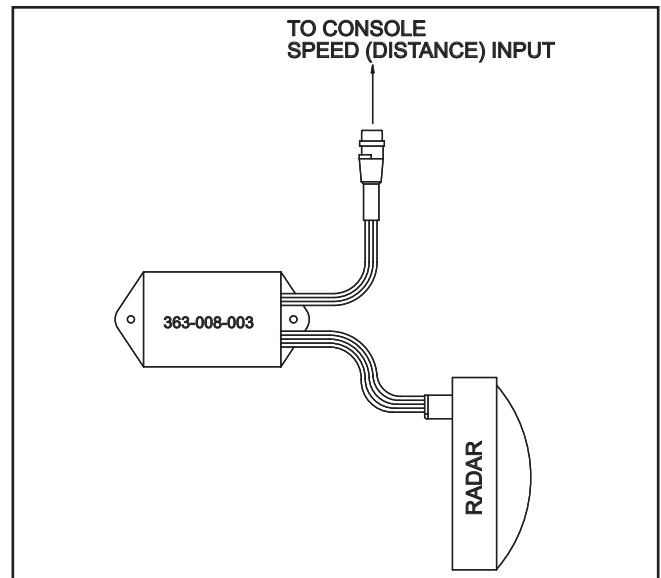 TO CONSOLE
SPEED (DISTANCE) INPUT
363-008-003
RADAR